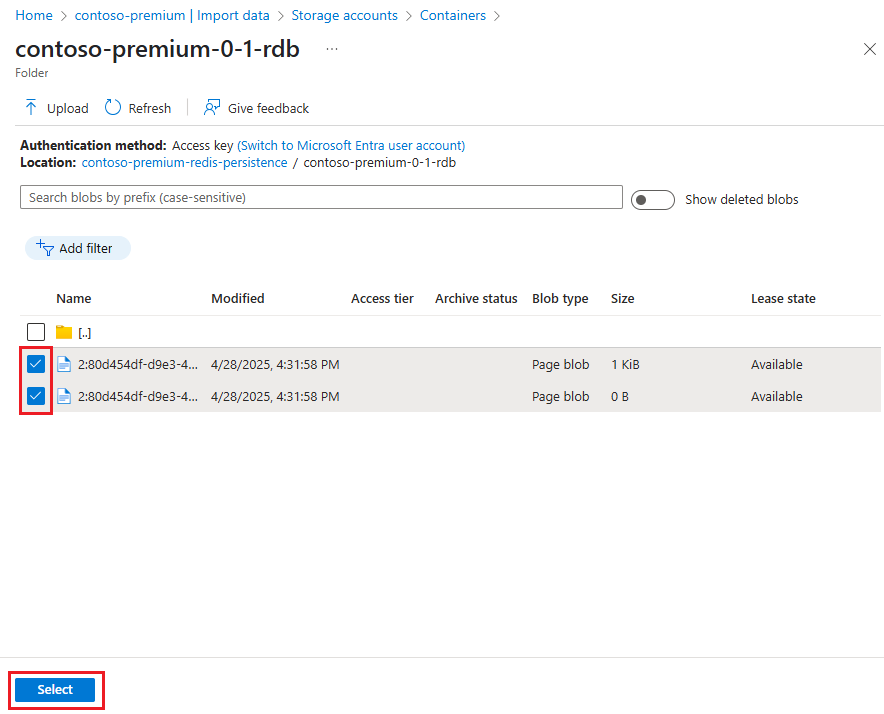 Home > contoso-premium | Import data > Storage accounts > Containers >
contoso-premium-0-1-rdb ...
Folder
Upload Refresh Give feedback
Authentication method: Access key (Switch to Microsoft Entra user account)
Location: contoso-premium-redis-persistence / contoso-premium-0-1-rdb
Search blobs by prefix (case-sensitive) Show deleted blobs
Add filter
Name Modified Access tier Archive status Blob type Size Lease state
[..]
2:80d454df-d9e3-4... 4/28/2025, 4:31:58 PM Page blob 1 KiB Available
2:80d454df-d9e3-4... 4/28/2025, 4:31:58 PM Page blob 0 B Available
Select